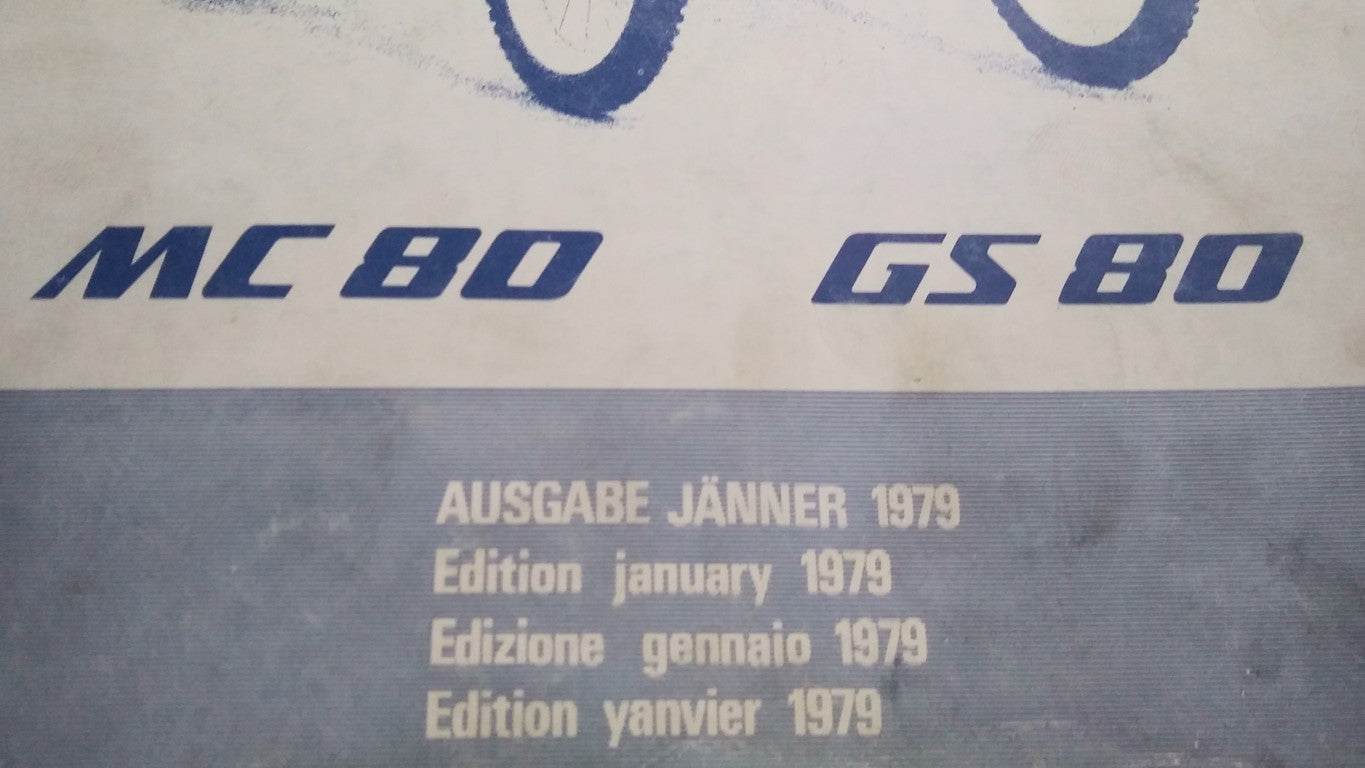 MC 80 GS 80
AUSGABE JÄNNER 1979
Edition january 1979
Edizione gennaio 1979
Edition yanvier 1979